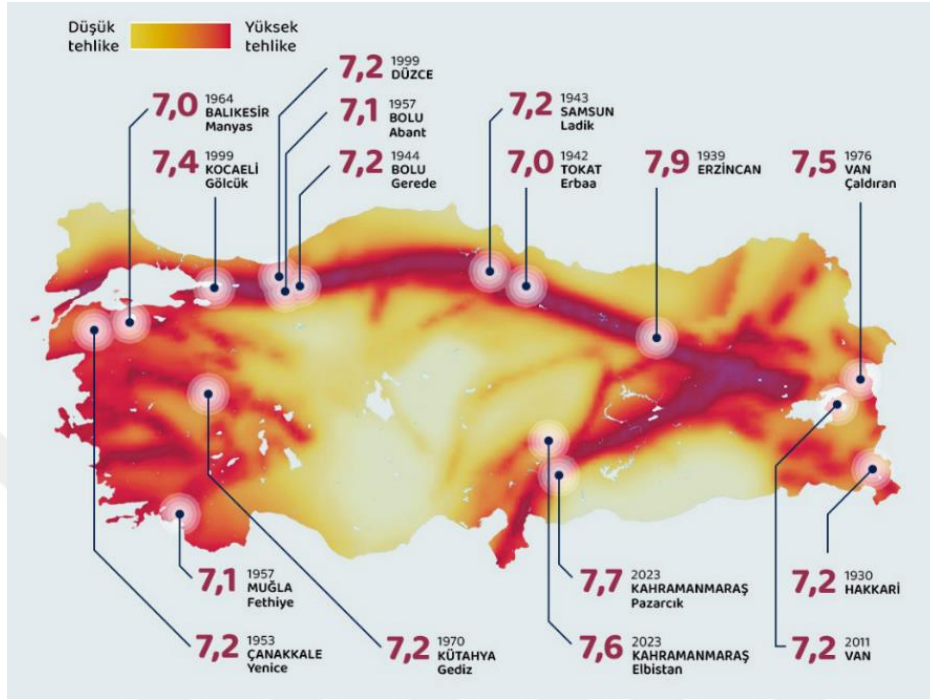 Düşük
tehlike
Yüksek
tehlike
7,2 1999
DÜZCE
7,0 1964
BALIKESİR
Manyas
7,1 1957
BOLU
Abant
7,2 1943
SAMSUN
Ladik
7,4 1999
KOCAELİ
Gölcük
7,2 1944
BOLU
Gerede
7,0 1942
TOKAT
Erbaa
7,9 1939
ERZİNCAN
7,5 1976
VAN
Çaldıran
7,1 1957
MUĞLA
Fethiye
7,7 2023
KAHRAMANMARAŞ
Pazarcık
7,2 1930
HAKKARİ
7,2 1953
ÇANAKKALE
Yenice
7,2 1970
KÜTAHYA
Gediz
7,6 2023
KAHRAMANMARAŞ
Elbistan
7,2 2011
VAN